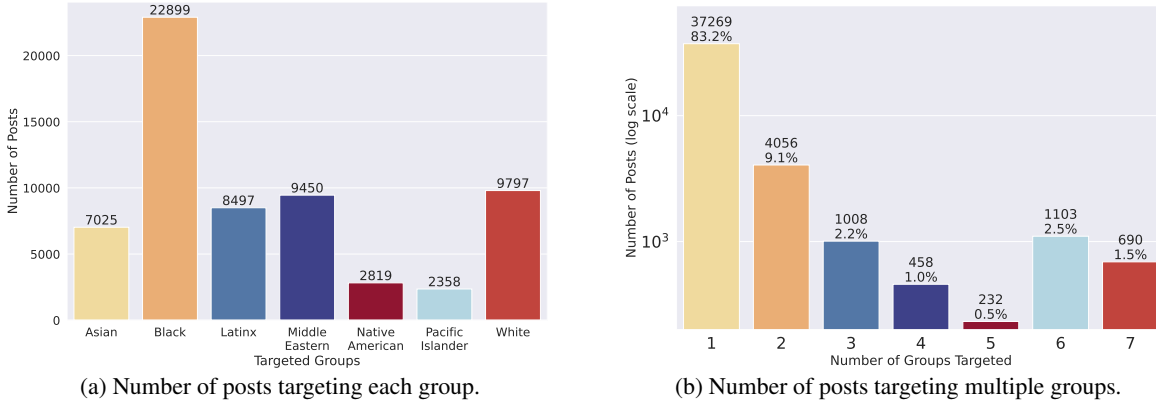 Number of Posts
20000
15000
10000
5000
0
7025
22899
8497
9450
2819
2358
9797
Asian
Black
Latinx
Middle
Eastern
Native
American
Pacific
Islander
White
Targeted Groups
(a) Number of posts targeting each group.
Number of Posts (log scale)
10⁴
10³
37269
83.2%
4056
9.1%
1008
2.2%
458
1.0%
232
0.5%
1103
2.5%
690
1.5%
1
2
3
4
5
6
7
Number of Groups Targeted
(b) Number of posts targeting multiple groups.